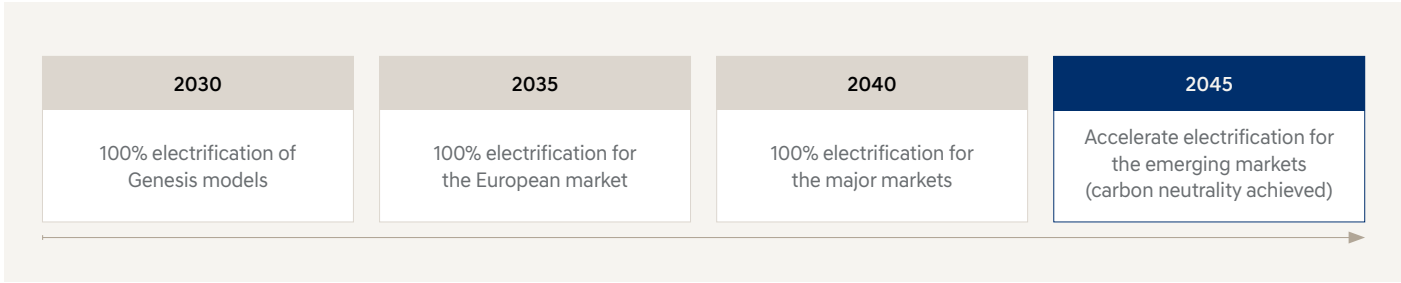 2030
100% electrification of
Genesis models
2035
100% electrification for
the European market
2040
100% electrification for
the major markets
2045
Accelerate electrification for
the emerging markets
(carbon neutrality achieved)